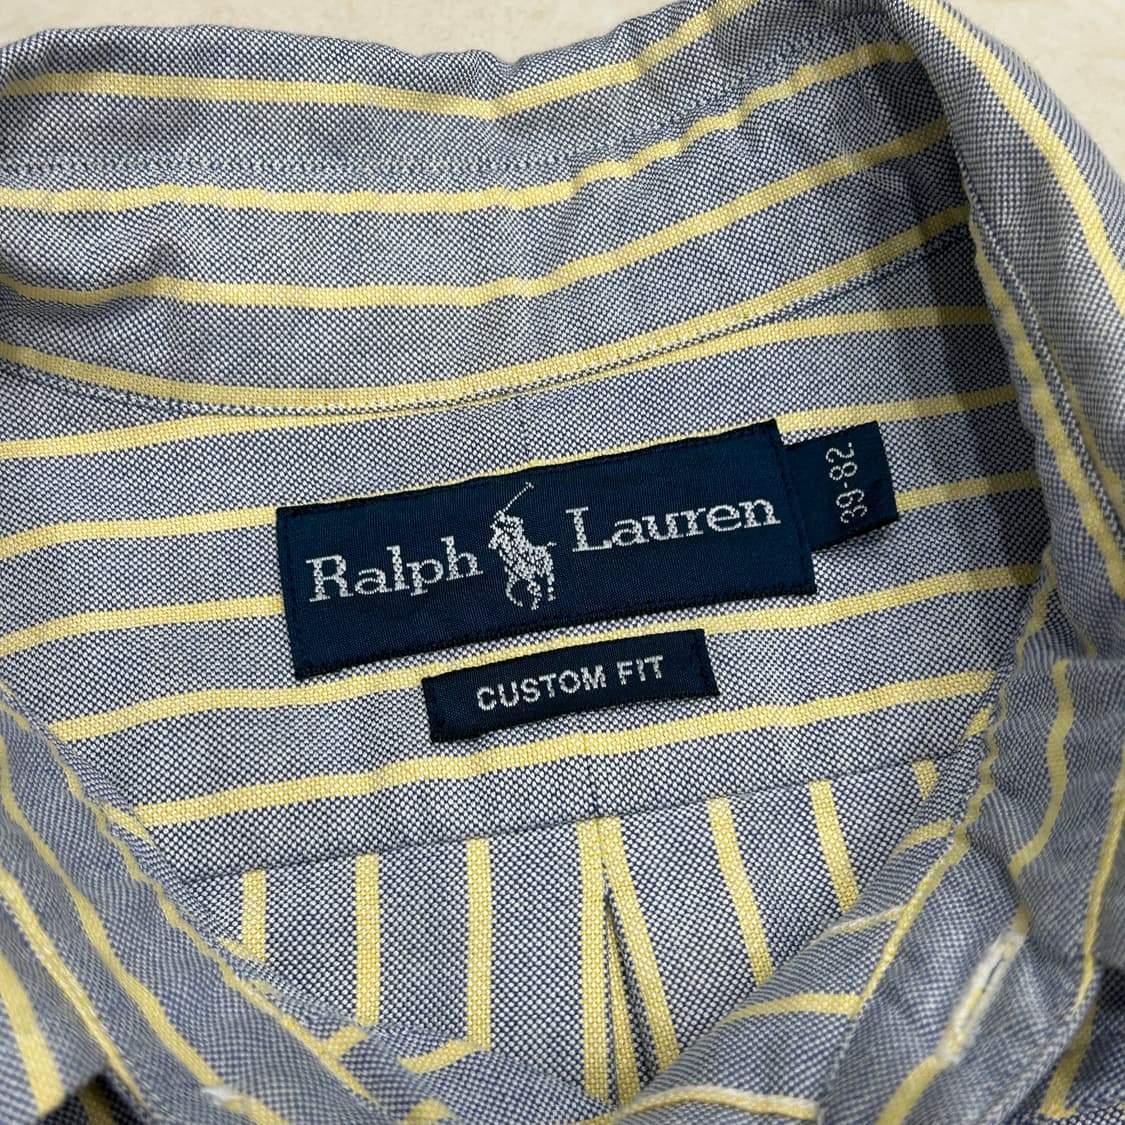 Ralph Lauren
39-82
CUSTOM FIT